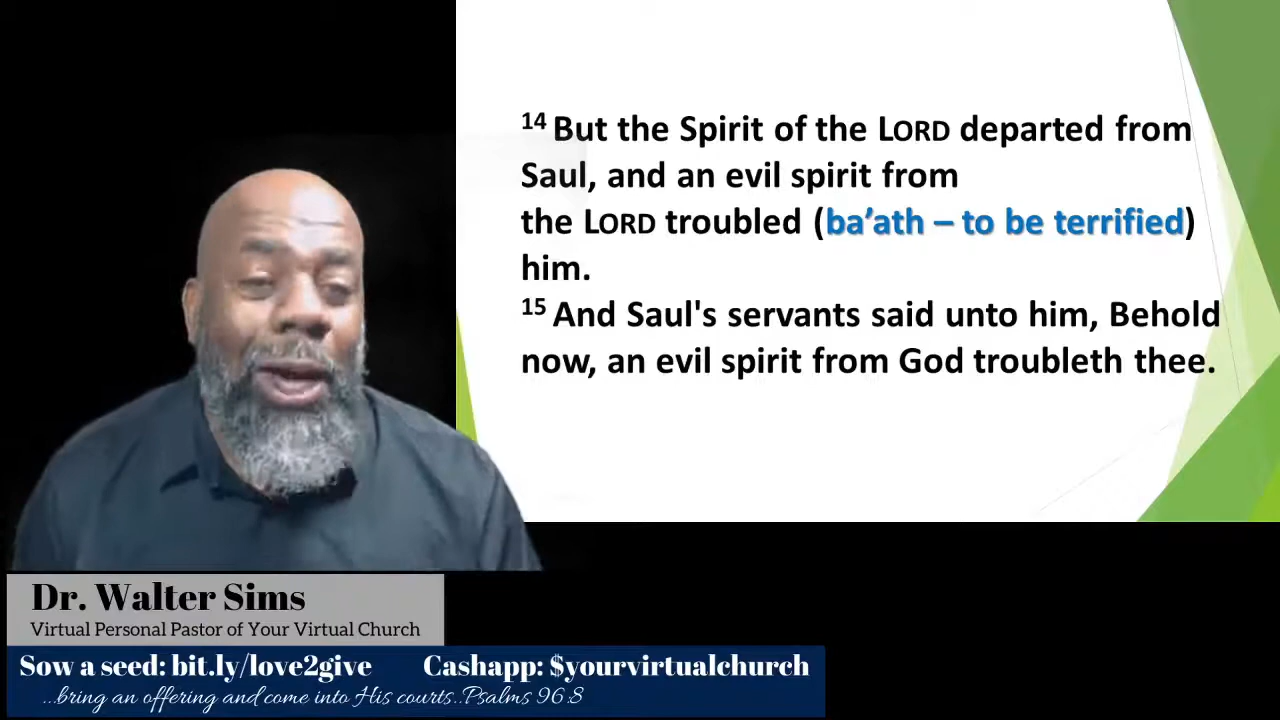 14 But the Spirit of the LORD departed from
Saul, and an evil spirit from
the LORD troubled (ba’ath – to be terrified)
him.
15 And Saul's servants said unto him, Behold
now, an evil spirit from God troubleth thee.
Dr. Walter Sims
Virtual Personal Pastor of Your Virtual Church
Sow a seed: bit.ly/love2give Cashapp: $yourvirtualchurch
...bring an offering and come into His courts..Psalms 96:8